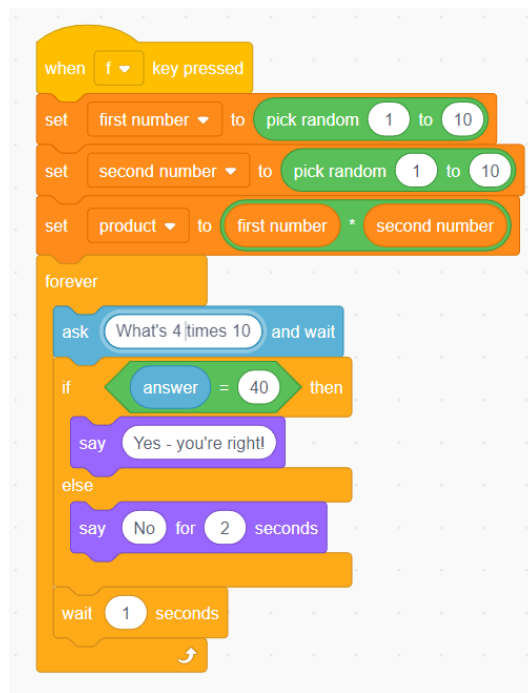 when f key pressed
set first number to pick random 1 to 10
set second number to pick random 1 to 10
set product to first number * second number
forever
ask What's 4 times 10 and wait
if answer = 40 then
say Yes - you're right!
else
say No for 2 seconds
wait 1 seconds